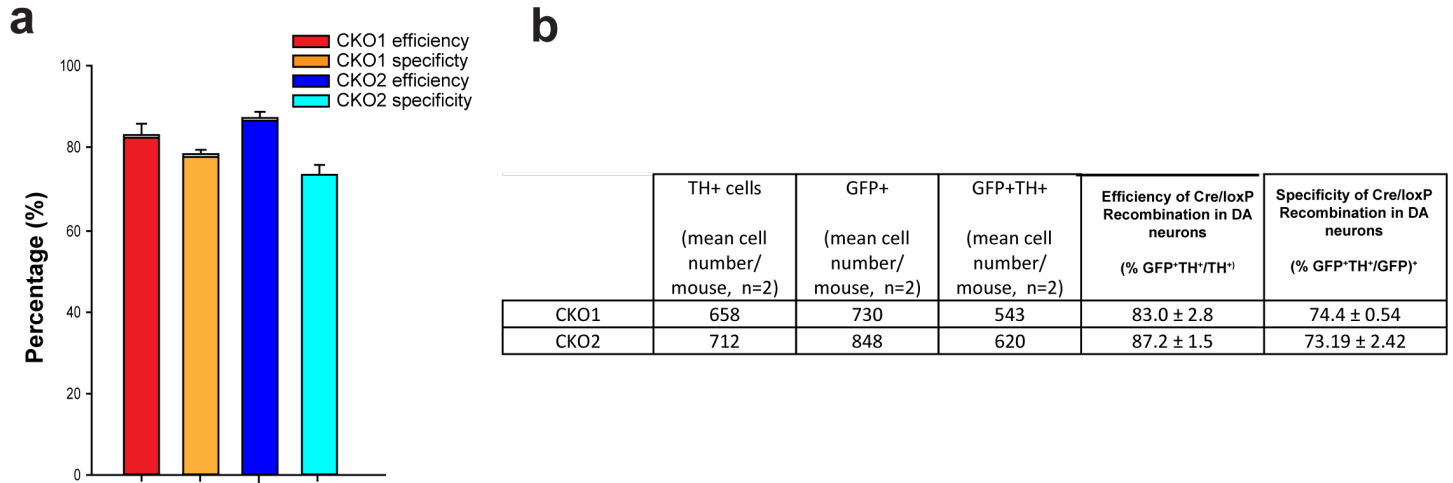 a
CKO1 efficiency
CKO1 specificty
CKO2 efficiency
CKO2 specificity
Percentage (%)
100
80
60
40
20
0
b
TH+ cells
(mean cell
number/
mouse, n=2)
GFP+
(mean cell
number/
mouse, n=2)
GFP+TH+
(mean cell
number/
mouse, n=2)
Efficiency of Cre/loxP
Recombination in DA
neurons
(% GFP⁺TH⁺/TH⁺⁾
Specificity of Cre/loxP
Recombination in DA
neurons
(% GFP⁺TH⁺/GFP)⁺
CKO1 658 730 543 83.0 ± 2.8 74.4 ± 0.54
CKO2 712 848 620 87.2 ± 1.5 73.19 ± 2.42